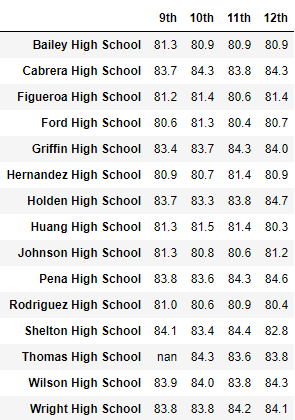 9th 10th 11th 12th
Bailey High School 81.3 80.9 80.9 80.9
Cabrera High School 83.7 84.3 83.8 84.3
Figueroa High School 81.2 81.4 80.6 81.4
Ford High School 80.6 81.3 80.4 80.7
Griffin High School 83.4 83.7 84.3 84.0
Hernandez High School 80.9 80.7 81.4 80.9
Holden High School 83.7 83.3 83.8 84.7
Huang High School 81.3 81.5 81.4 80.3
Johnson High School 81.3 80.8 80.6 81.2
Pena High School 83.8 83.6 84.3 84.6
Rodriguez High School 81.0 80.6 80.9 80.4
Shelton High School 84.1 83.4 84.4 82.8
Thomas High School nan 84.3 83.6 83.8
Wilson High School 83.9 84.0 83.8 84.3
Wright High School 83.8 83.8 84.2 84.1